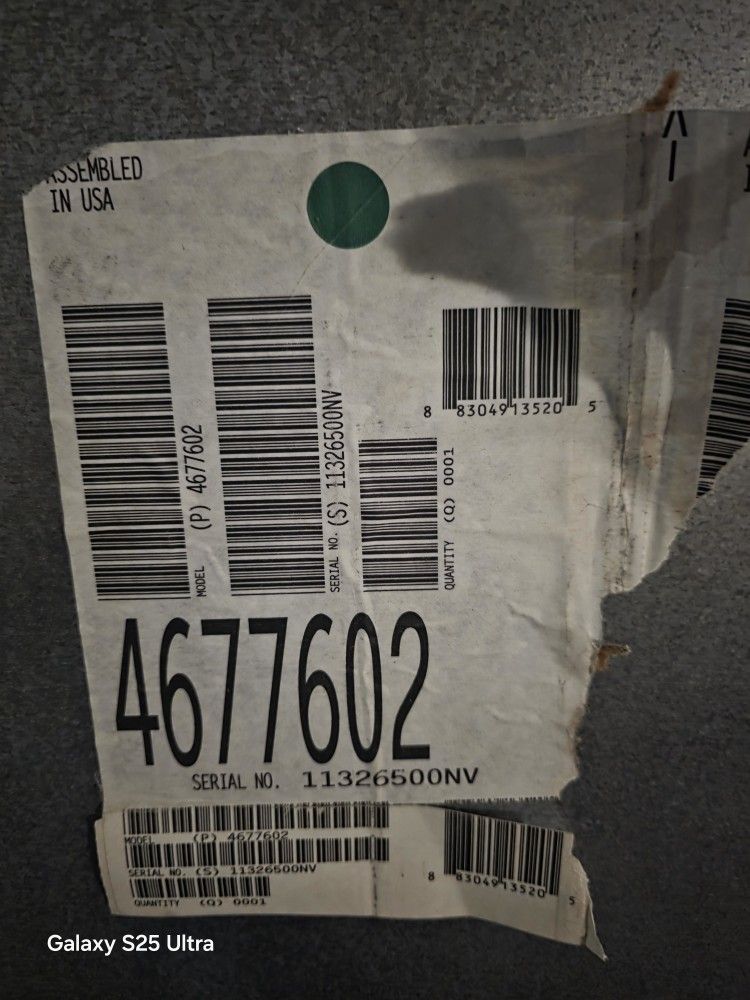 ASSEMBLED
IN USA
MODEL (P) 4677602
SERIAL NO. (S) 11326500NV
8 83049 13520 5
QUANTITY (Q) 0001
4677602
SERIAL NO. 11326500NV
MODEL (P) 4677602
SERIAL NO. (S) 11326500NV
QUANTITY (Q) 0001
8 83049 13520 5
Galaxy S25 Ultra